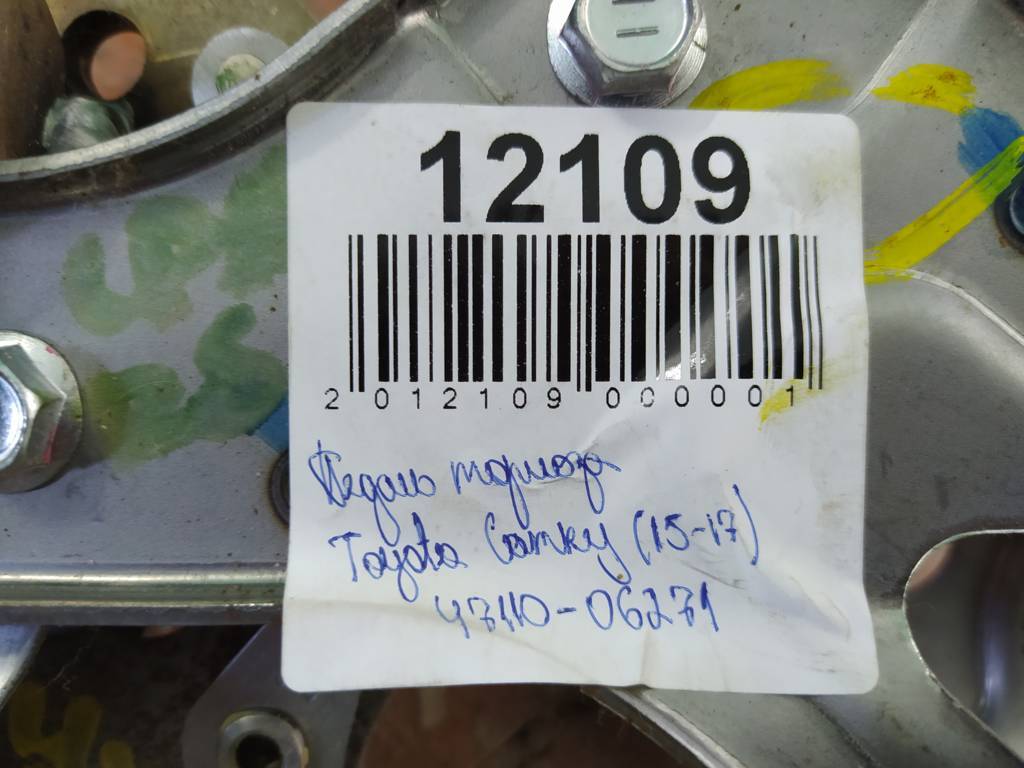 12109
2 012109 000001
Педаль тормоза
Toyota Camry (15-17)
47110-06271